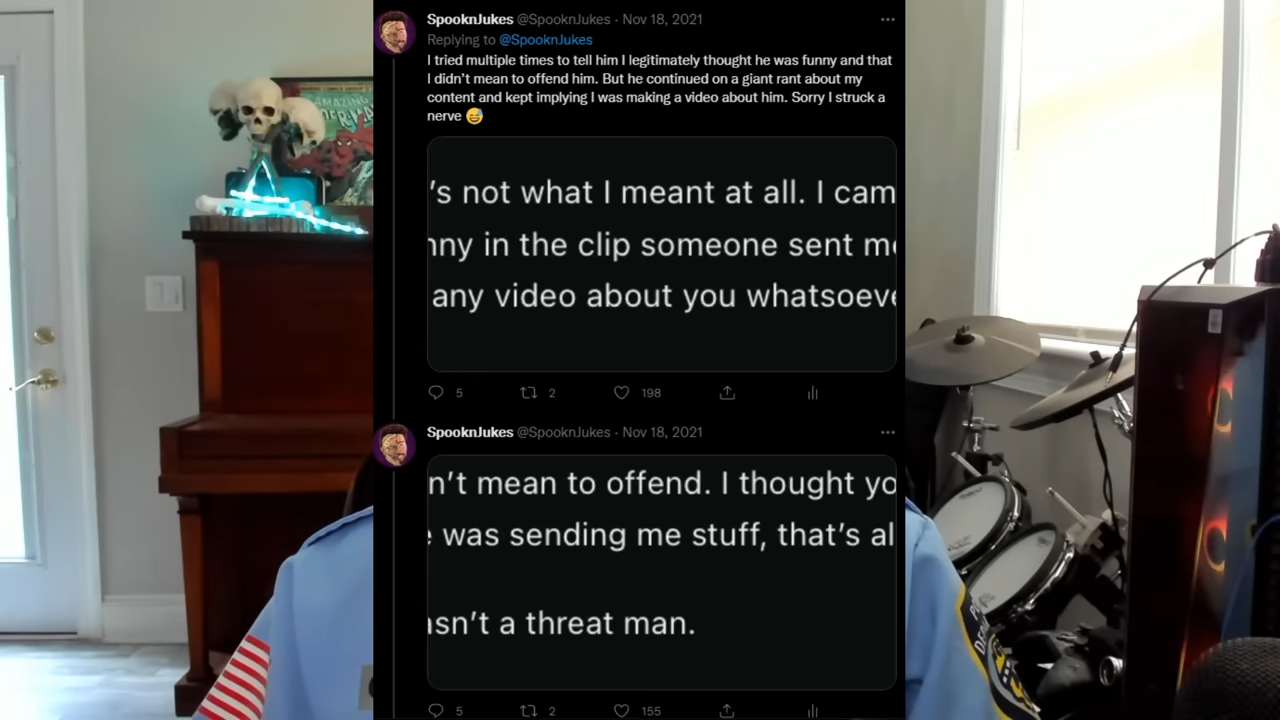 SpooknJukes @SpooknJukes · Nov 18, 2021
Replying to @SpooknJukes
I tried multiple times to tell him I legitimately thought he was funny and that
I didn't mean to offend him. But he continued on a giant rant about my
content and kept implying I was making a video about him. Sorry I struck a
nerve 😅
's not what I meant at all. I cam
nny in the clip someone sent me
any video about you whatsoeve
5 2 198
SpooknJukes @SpooknJukes · Nov 18, 2021
n't mean to offend. I thought yo
was sending me stuff, that's al
asn't a threat man.
5 2 155
AMAZING